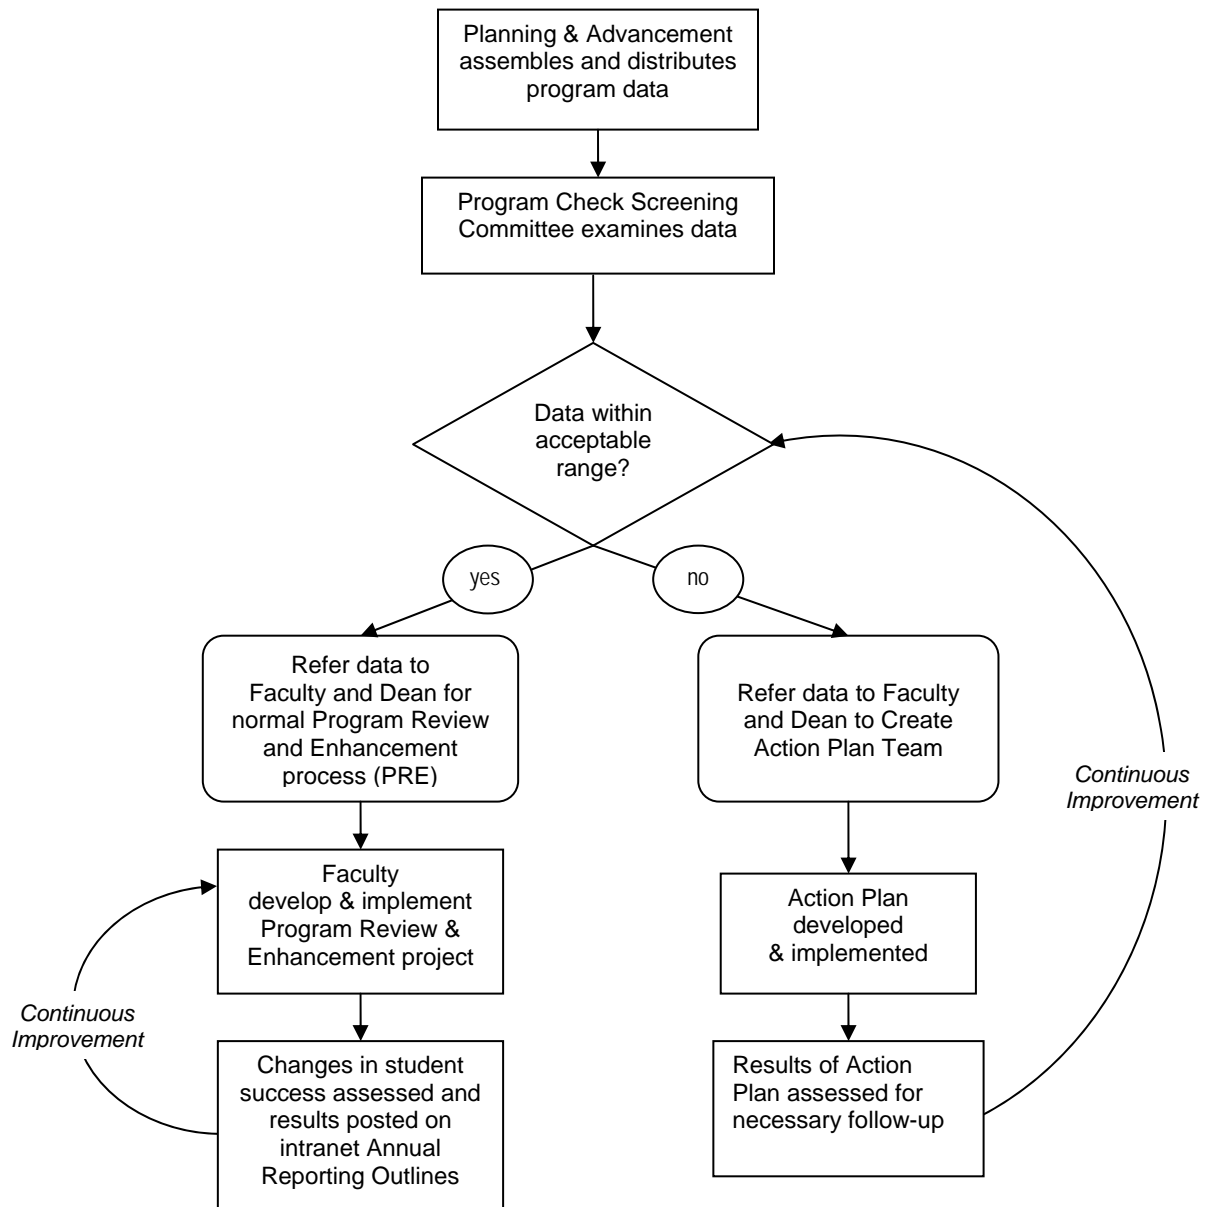 Planning & Advancement
assembles and distributes
program data
Program Check Screening
Committee examines data
Data within
acceptable
range?
yes
no
Refer data to
Faculty and Dean for
normal Program Review
and Enhancement
process (PRE)
Refer data to Faculty
and Dean to Create
Action Plan Team
Continuous
Improvement
Faculty
develop & implement
Program Review &
Enhancement project
Action Plan
developed
& implemented
Continuous
Improvement
Changes in student
success assessed and
results posted on
intranet Annual
Reporting Outlines
Results of Action
Plan assessed for
necessary follow-up